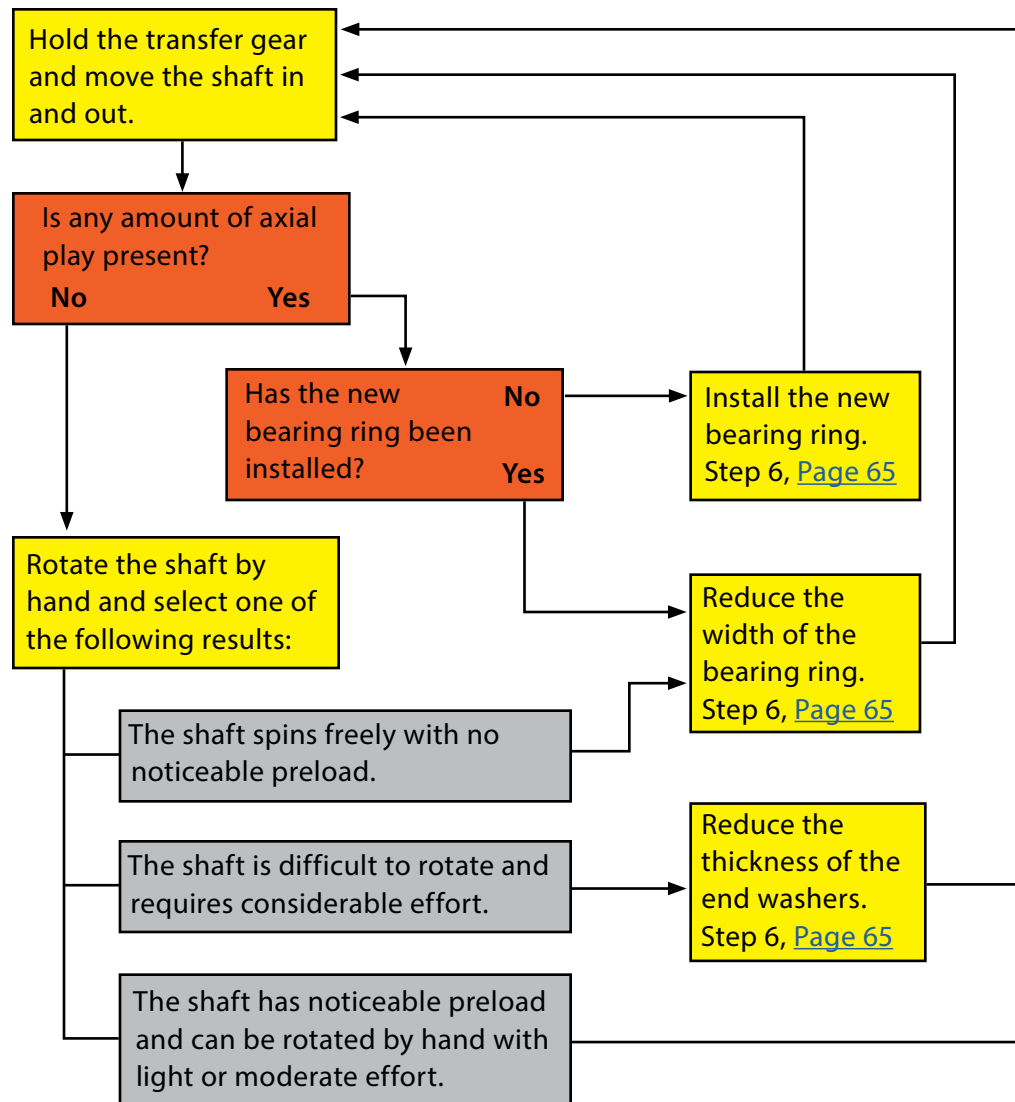 Hold the transfer gear
and move the shaft in
and out.
Is any amount of axial
play present?
No Yes
Has the new
bearing ring been
installed?
No
Yes
Install the new
bearing ring.
Step 6, Page 65
Rotate the shaft by
hand and select one of
the following results:
Reduce the
width of the
bearing ring.
Step 6, Page 65
The shaft spins freely with no
noticeable preload.
The shaft is difficult to rotate and
requires considerable effort.
Reduce the
thickness of the
end washers.
Step 6, Page 65
The shaft has noticeable preload
and can be rotated by hand with
light or moderate effort.